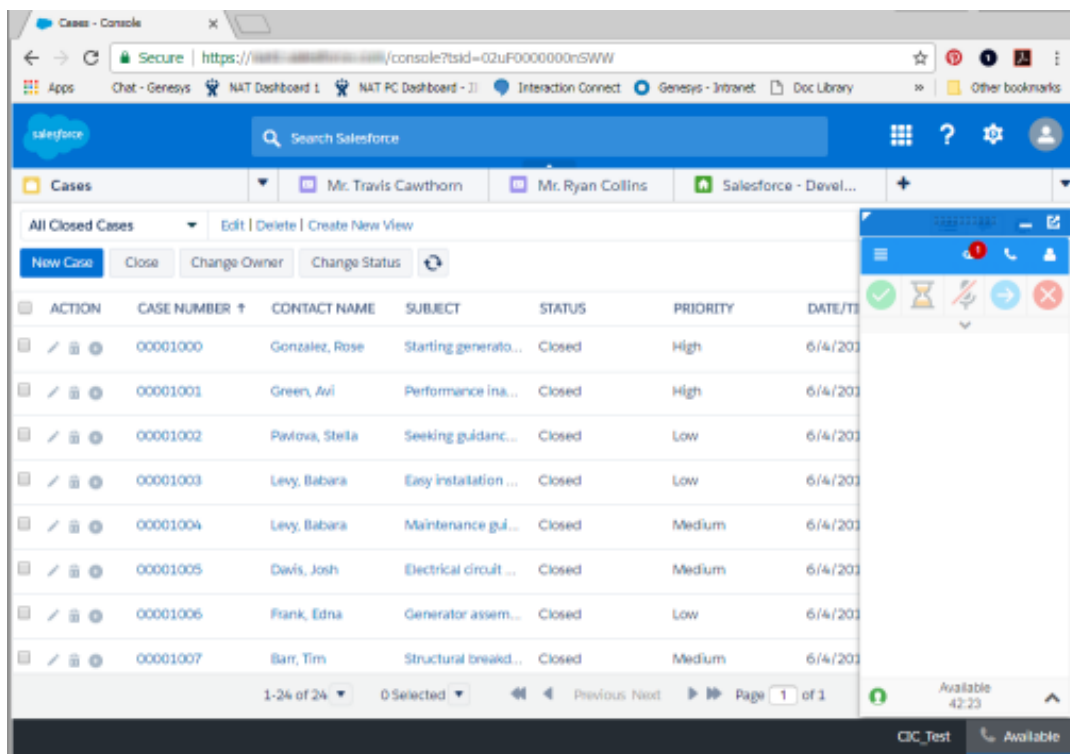 Cases - Console
Secure | https:// /console?tsid=02uF0000000nSWW
Apps Chat - Genesys NAT Dashboard 1 NAT PC Dashboard - Interaction Connect Genesys - Intranet Doc Library » Other bookmarks
salesforce Search Salesforce ?
Cases Mr. Travis Cawthorn Mr. Ryan Collins Salesforce - Devel... +
All Closed Cases Edit | Delete | Create New View
New Case Close Change Owner Change Status
1
ACTION CASE NUMBER ↑ CONTACT NAME SUBJECT STATUS PRIORITY DATE/TI
00001000 Gonzalez, Rose Starting generato... Closed High 6/4/201
00001001 Green, Avi Performance ina... Closed High 6/4/201
00001002 Pavlova, Stella Seeking guidanc... Closed Low 6/4/201
00001003 Levy, Babara Easy installation ... Closed Low 6/4/201
00001004 Levy, Babara Maintenance gui... Closed Medium 6/4/201
00001005 Davis, Josh Electrical circuit ... Closed Medium 6/4/201
00001006 Frank, Edna Generator assem... Closed Low 6/4/201
00001007 Barr, Tim Structural breakd... Closed Medium 6/4/201
1-24 of 24 0 Selected Previous Next Page 1 of 1
Available
42:23
CIC_Test Available